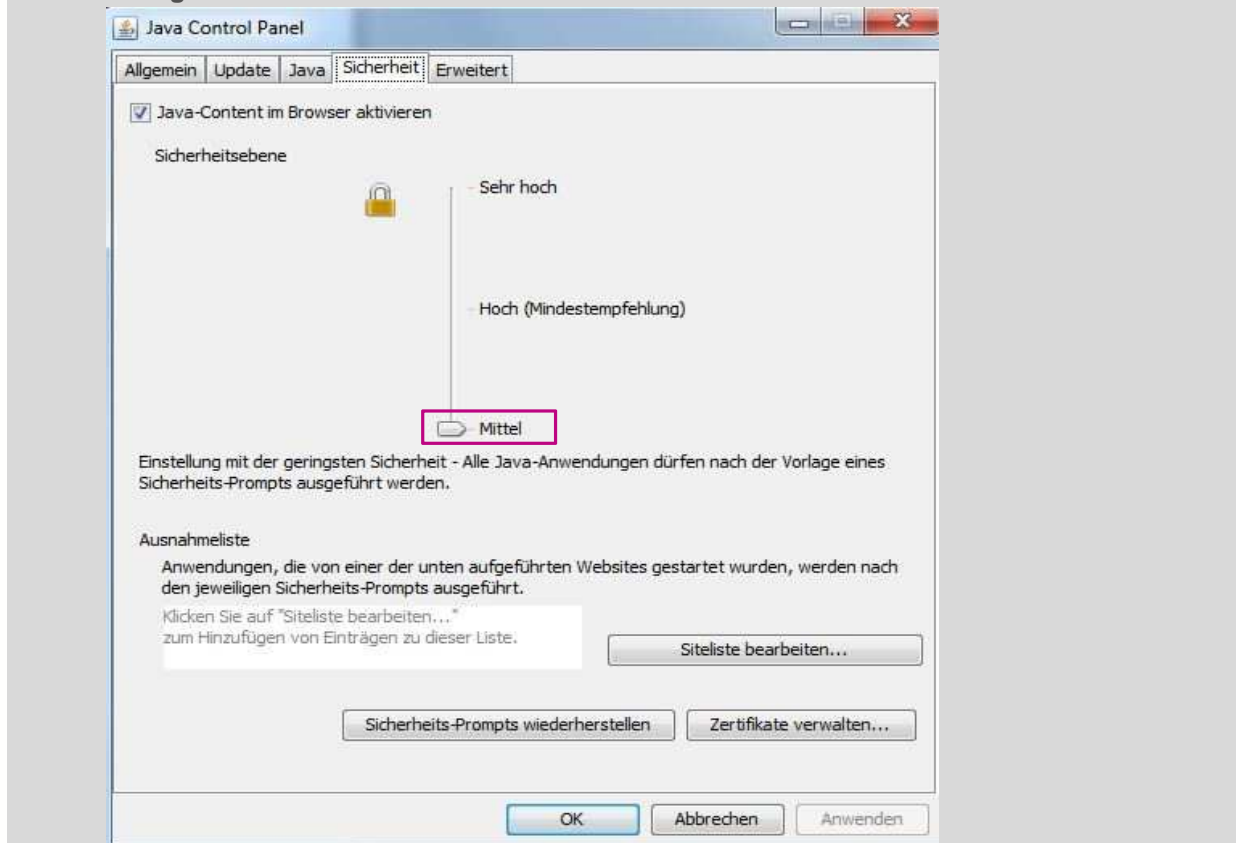 Java Control Panel
Allgemein Update Java Sicherheit Erweitert
Java-Content im Browser aktivieren
Sicherheitsebene
Sehr hoch
Hoch (Mindestempfehlung)
Mittel
Einstellung mit der geringsten Sicherheit - Alle Java-Anwendungen dürfen nach der Vorlage eines
Sicherheits-Prompts ausgeführt werden.
Ausnahmeliste
Anwendungen, die von einer der unten aufgeführten Websites gestartet wurden, werden nach
den jeweiligen Sicherheits-Prompts ausgeführt.
Klicken Sie auf "Siteliste bearbeiten..."
zum Hinzufügen von Einträgen zu dieser Liste.
Siteliste bearbeiten...
Sicherheits-Prompts wiederherstellen Zertifikate verwalten...
OK Abbrechen Anwenden